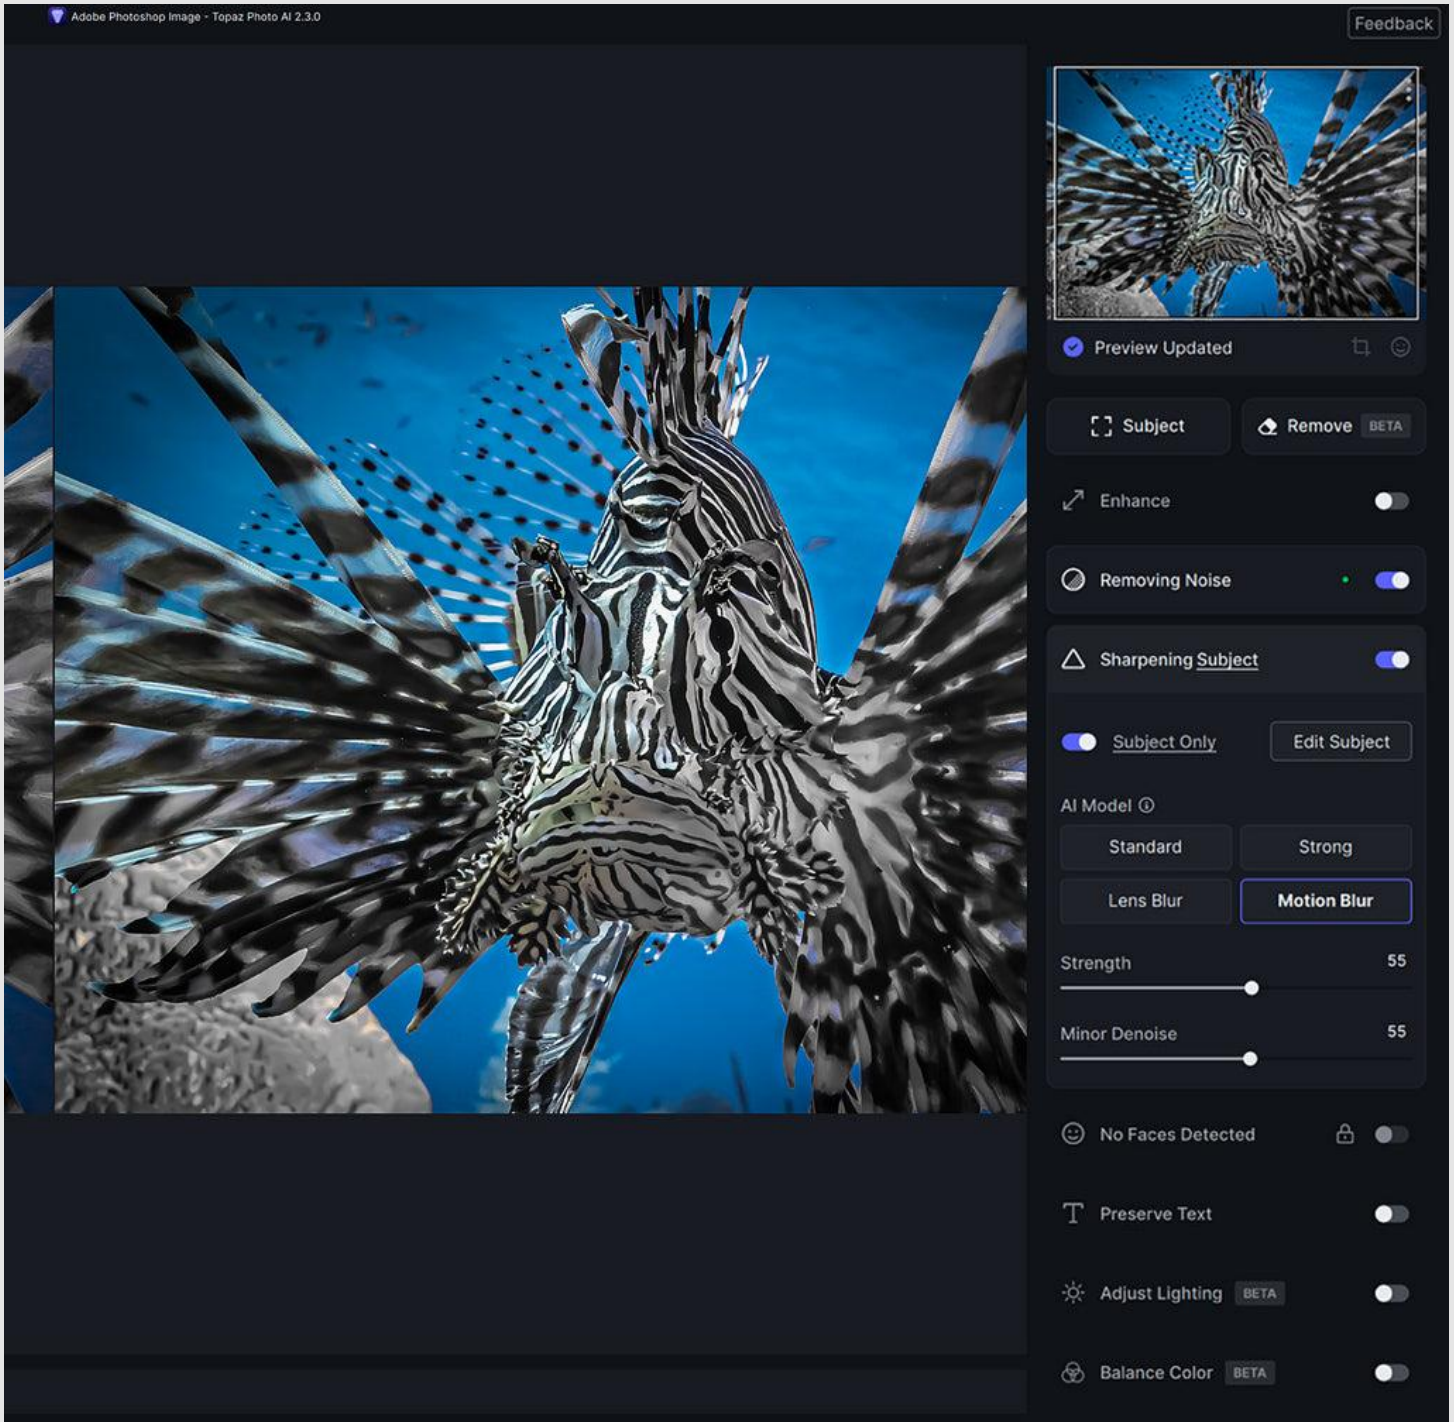 Adobe Photoshop Image - Topaz Photo AI 2.3.0
Feedback
Preview Updated
Subject
Remove BETA
Enhance
Removing Noise
Sharpening Subject
Subject Only
Edit Subject
AI Model
Standard
Strong
Lens Blur
Motion Blur
Strength 55
Minor Denoise 55
No Faces Detected
Preserve Text
Adjust Lighting BETA
Balance Color BETA